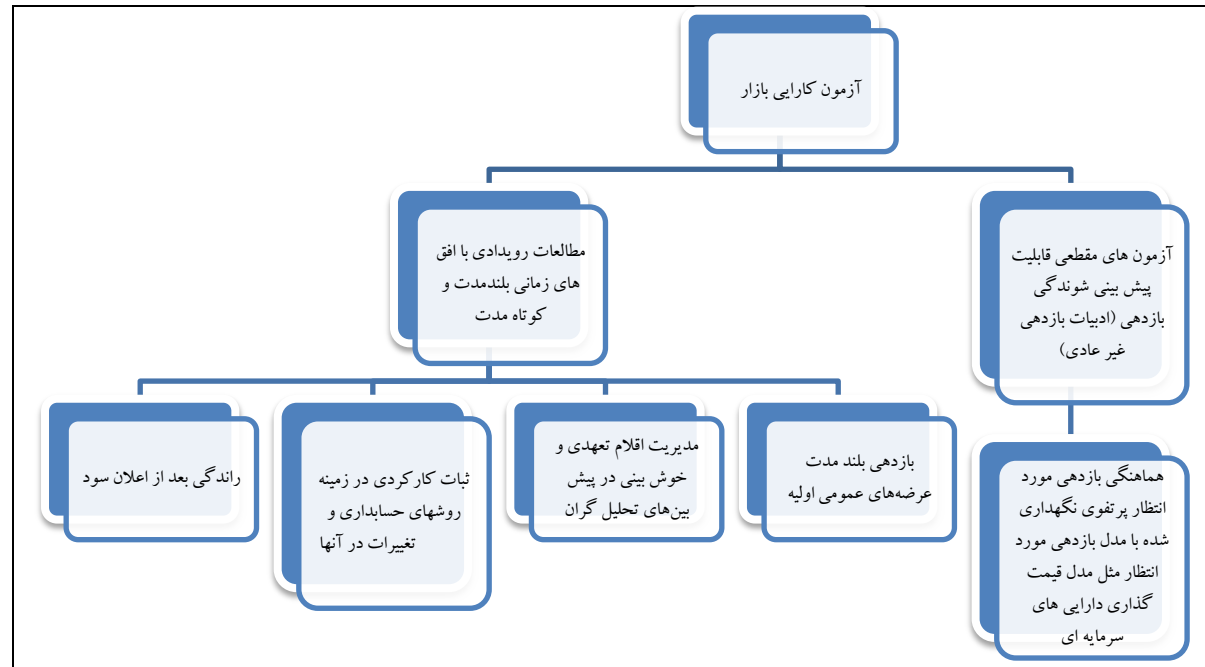 آزمون کارایی بازار
آزمون های مقطعی قابلیت
پیش بینی شوندگی
بازدهی (ادبیات بازدهی
غیر عادی)
مطالعات رویدادی با افق
های زمانی بلندمدت و
کوتاه مدت
هماهنگی بازدهی مورد
انتظار پرتفوی نگهداری
شده با مدل بازدهی مورد
انتظار مثل مدل قیمت
گذاری دارایی های
سرمایه ای
بازدهی بلند مدت
عرضه‌های عمومی اولیه
مدیریت اقلام تعهدی و
خوش بینی در پیش
بین‌های تحلیل گران
ثبات کارکردی در زمینه
روشهای حسابداری و
تغییرات در آنها
راندگی بعد از اعلان سود